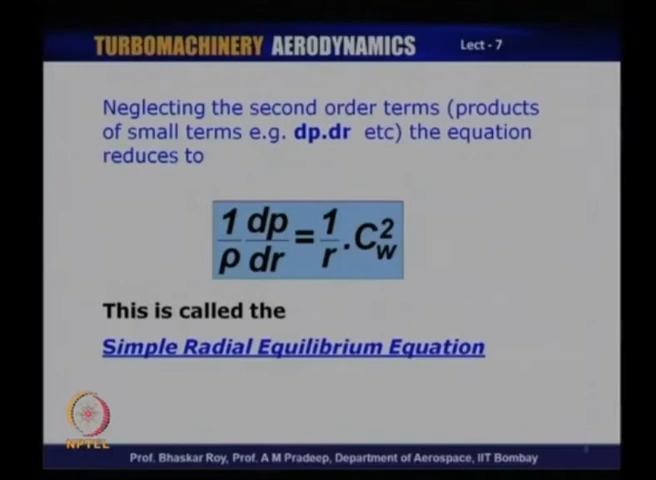 TURBOMACHINERY AERODYNAMICS Lect - 7
Neglecting the second order terms (products
of small terms e.g. dp.dr etc) the equation
reduces to
1/ρ dp/dr = 1/r . C_w^2
This is called the
Simple Radial Equilibrium Equation
NPTEL
Prof. Bhaskar Roy, Prof. A M Pradeep, Department of Aerospace, IIT Bombay